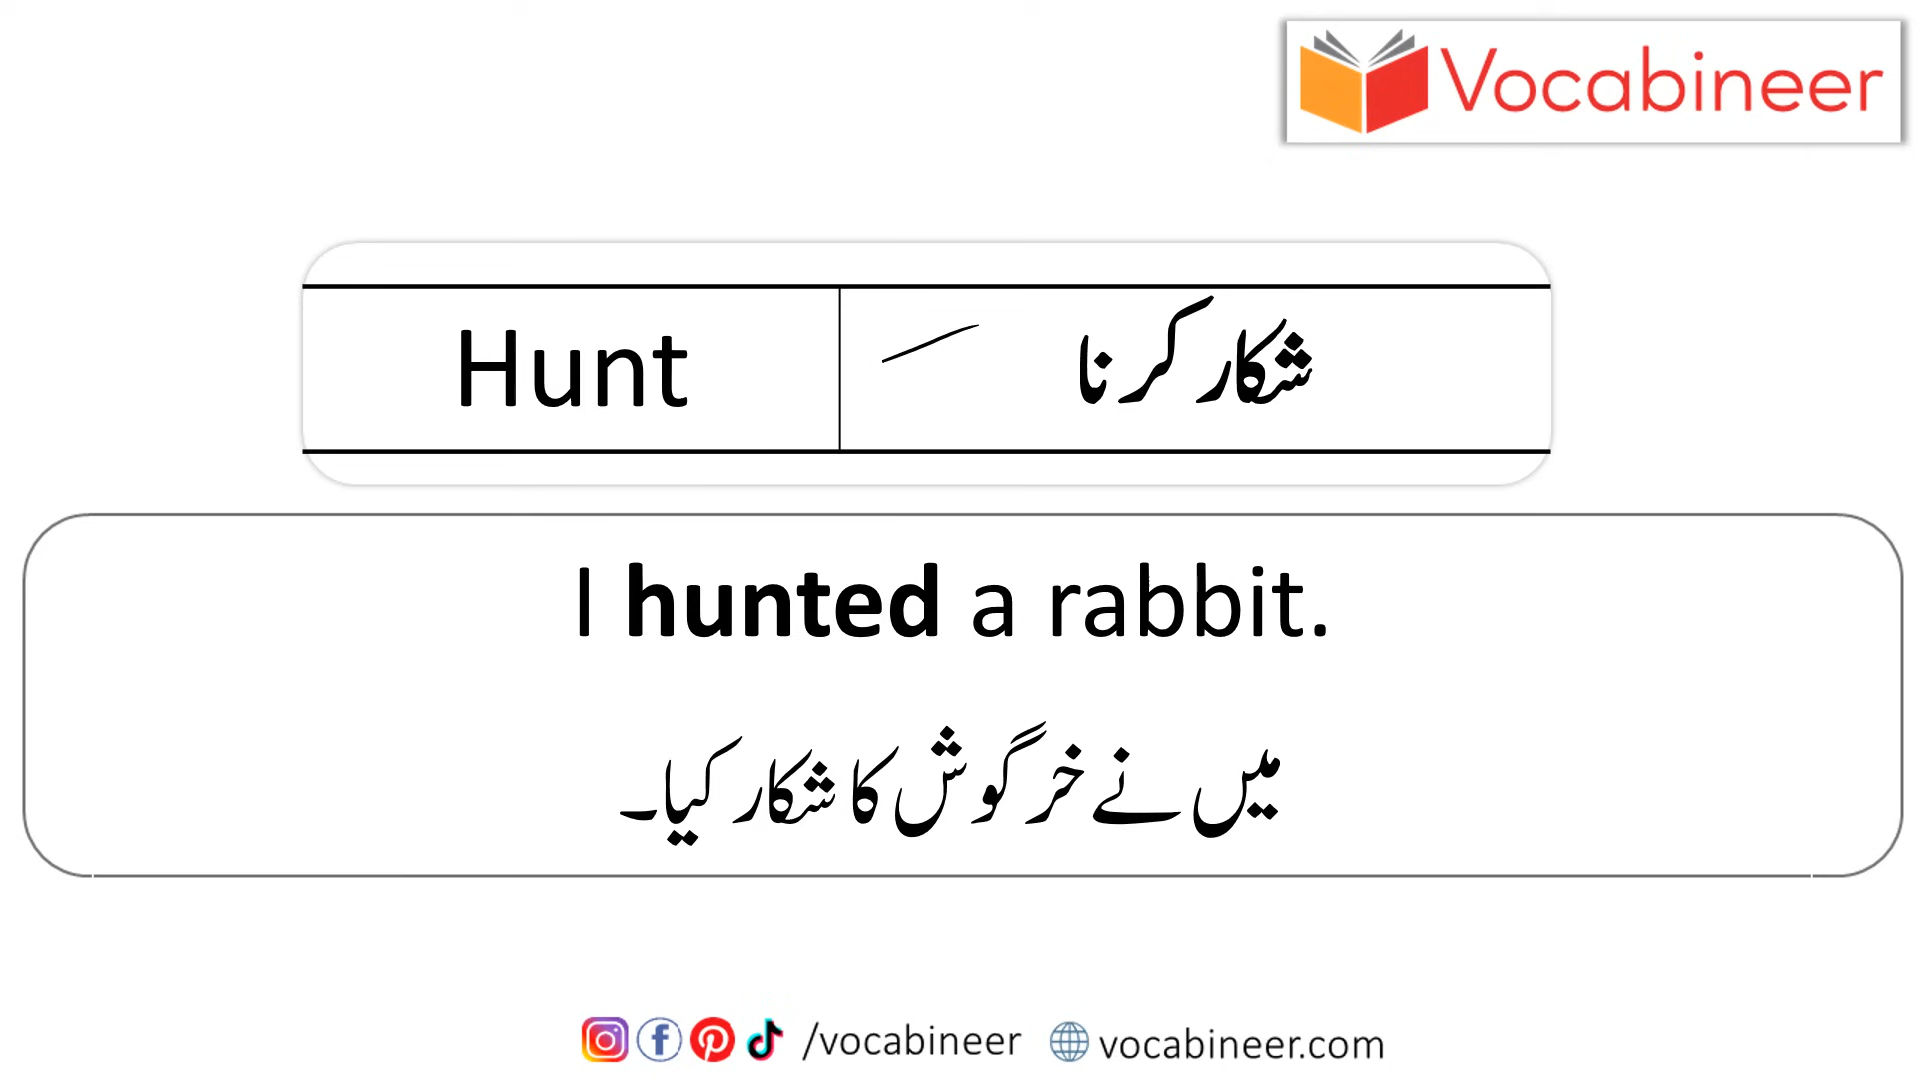 Vocabineer
Hunt شکار کرنا
I hunted a rabbit.
میں نے خرگوش کا شکار کیا۔
/vocabineer vocabineer.com